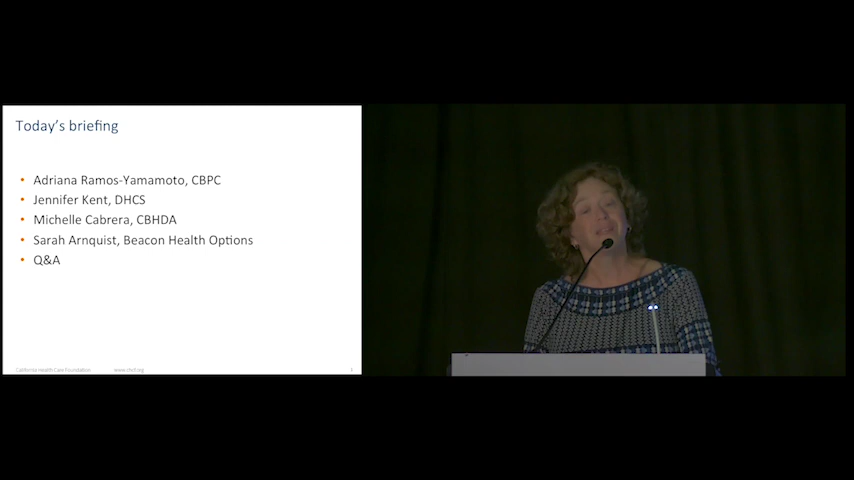 Today's briefing
• Adriana Ramos-Yamamoto, CBPC
• Jennifer Kent, DHCS
• Michelle Cabrera, CBHDA
• Sarah Arnquist, Beacon Health Options
• Q&A
California Health Care Foundation www.chcf.org